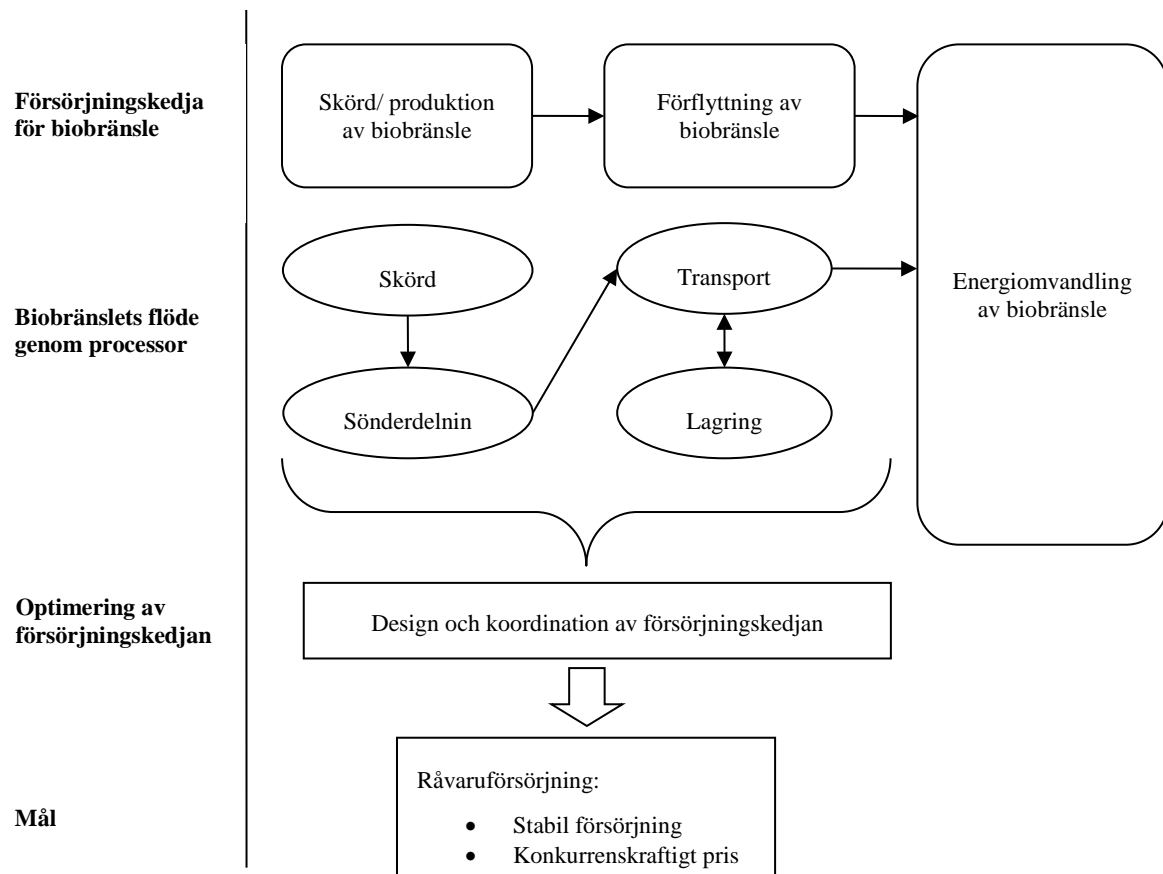 Försörjningskedja
för biobränsle
Skörd/ produktion
av biobränsle
Förflyttning av
biobränsle
Biobränslets flöde
genom processor
Skörd
Transport
Sönderdelnin
Lagring
Energiomvandling
av biobränsle
Optimering av
försörjningskedjan
Design och koordination av försörjningskedjan
Mål
Råvaruförsörjning:
• Stabil försörjning
• Konkurrenskraftigt pris